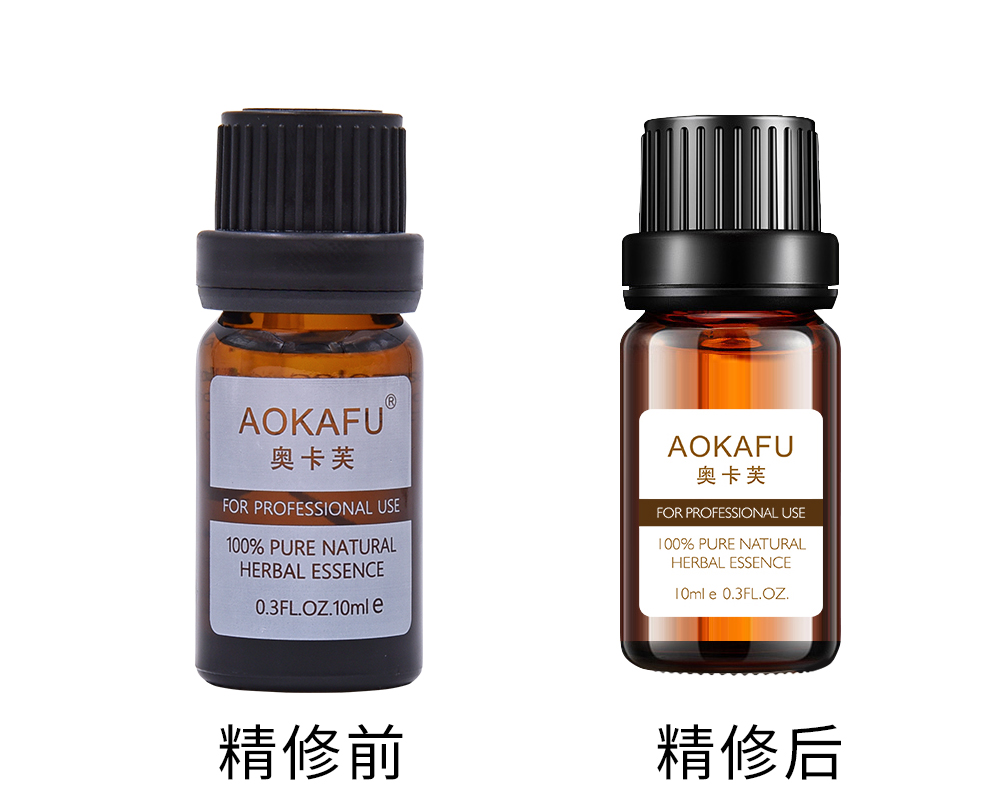 AOKAFU®
奥卡芙
FOR PROFESSIONAL USE
100% PURE NATURAL
HERBAL ESSENCE
0.3FL.OZ.10ml e
精修前
AOKAFU
奥卡芙
FOR PROFESSIONAL USE
100% PURE NATURAL
HERBAL ESSENCE
10ml e 0.3FL.OZ.
精修后